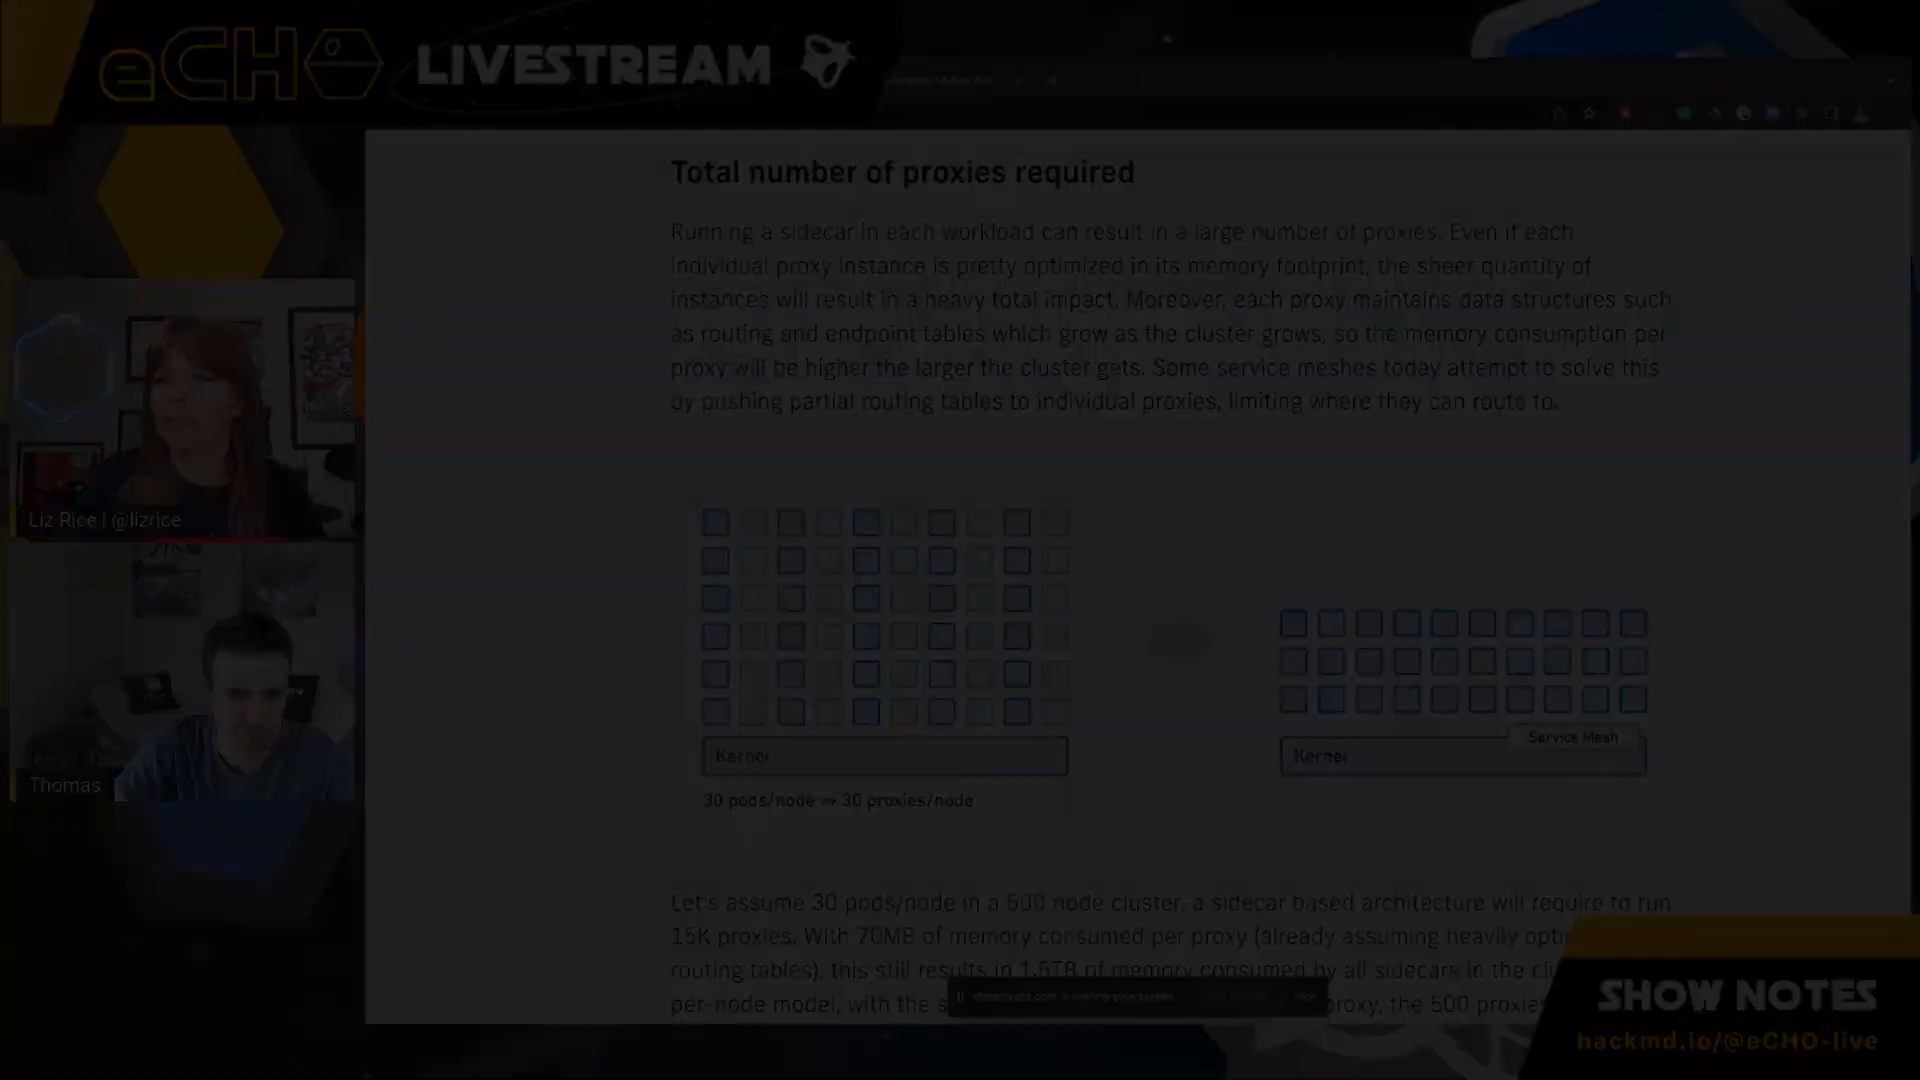 eCHO LIVESTREAM
Total number of proxies required
Running a sidecar in each workload can result in a large number of proxies. Even if each
individual proxy instance is pretty optimized in its memory footprint, the sheer quantity of
instances will result in a heavy total impact. Moreover, each proxy maintains data structures such
as routing and endpoint tables which grow as the cluster grows, so the memory consumption per
proxy will be higher the larger the cluster gets. Some service meshes today attempt to solve this
by pushing partial routing tables to individual proxies, limiting where they can route to.
Liz Rice | @lizrice
Thomas
Kernel
30 pods/node ⇒ 30 proxies/node
Service Mesh
Kernel
Let's assume 30 pods/node in a 500 node cluster, a sidecar based architecture will require to run
15K proxies. With 70MB of memory consumed per proxy (already assuming heavily opti
routing tables), this still results in 1.5TB of memory consumed by all sidecars in the clu
per-node model, with the s proxy, the 500 proxie
SHOW NOTES
hackmd.io/@eCHO-live